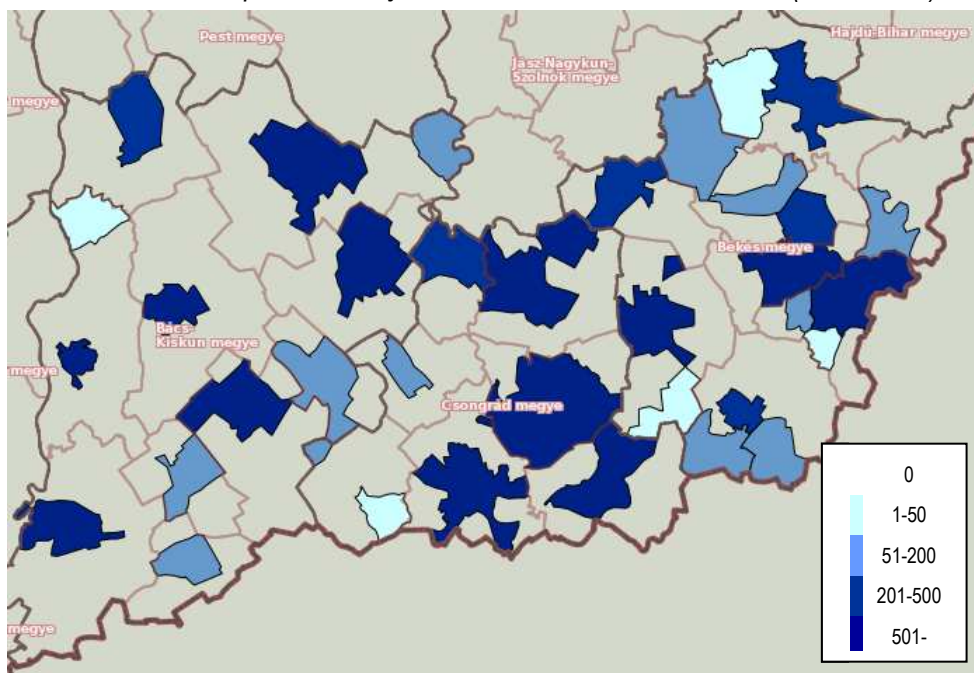 Pest megye
Hajdú-Bihar megye
Jasz-Nagykun-
Szolnok megye
megye
Békés megye
Bács-
Kiskun megye
megye
Csongrád megye
megye
0
1-50
51-200
201-500
501-